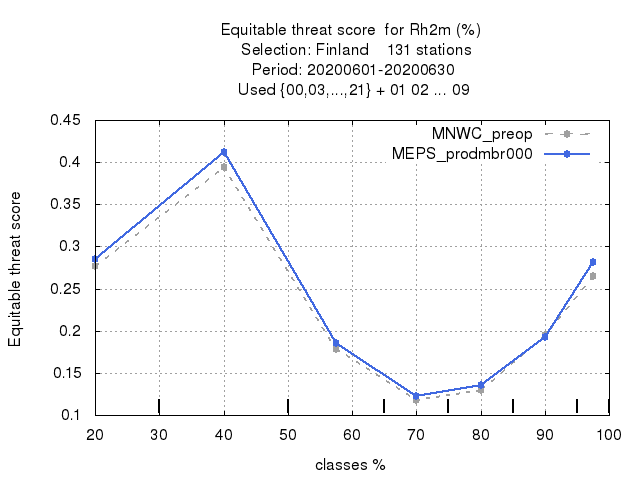 Equitable threat score  for Rh2m (%)
Selection: Finland    131 stations
Period: 20200601-20200630
Used {00,03,...,21} + 01 02 ... 09
MNWC_preop
MEPS_prodmbr000
Equitable threat score
0.45
0.4
0.35
0.3
0.25
0.2
0.15
0.1
20 30 40 50 60 70 80 90 100
classes %